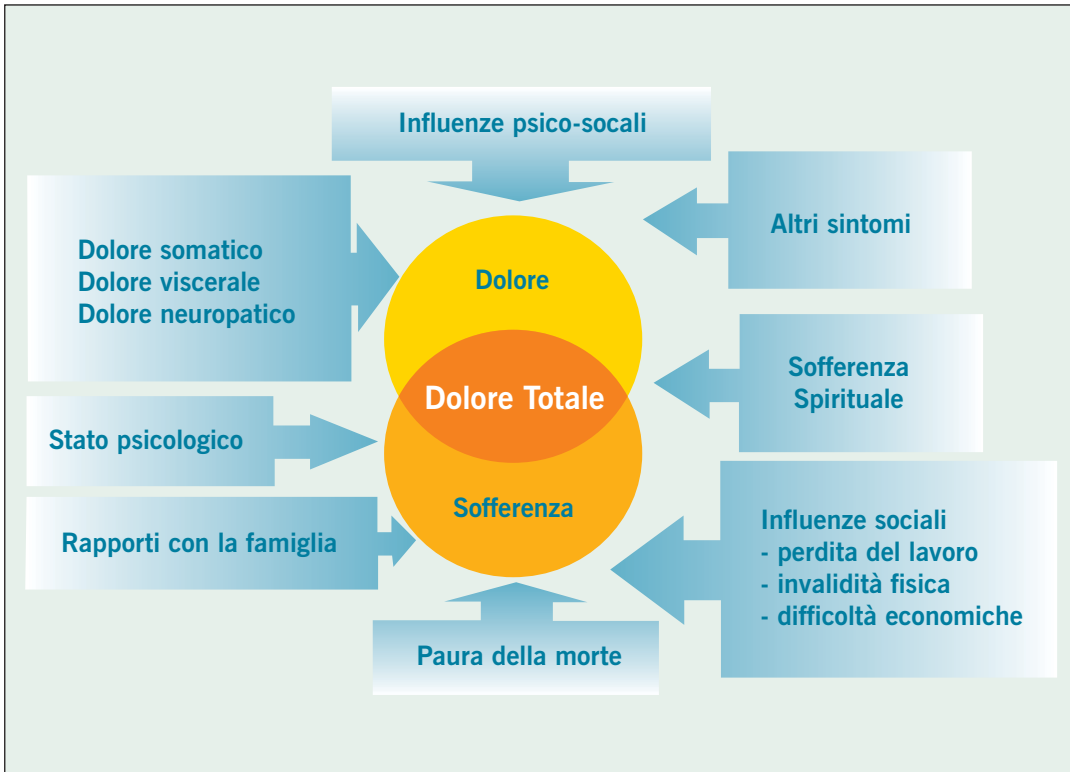 Influenze psico-socali
Dolore somatico
Dolore viscerale
Dolore neuropatico
Altri sintomi
Dolore
Dolore Totale
Sofferenza
Spirituale
Stato psicologico
Sofferenza
Rapporti con la famiglia
Influenze sociali
- perdita del lavoro
- invalidità fisica
- difficoltà economiche
Paura della morte